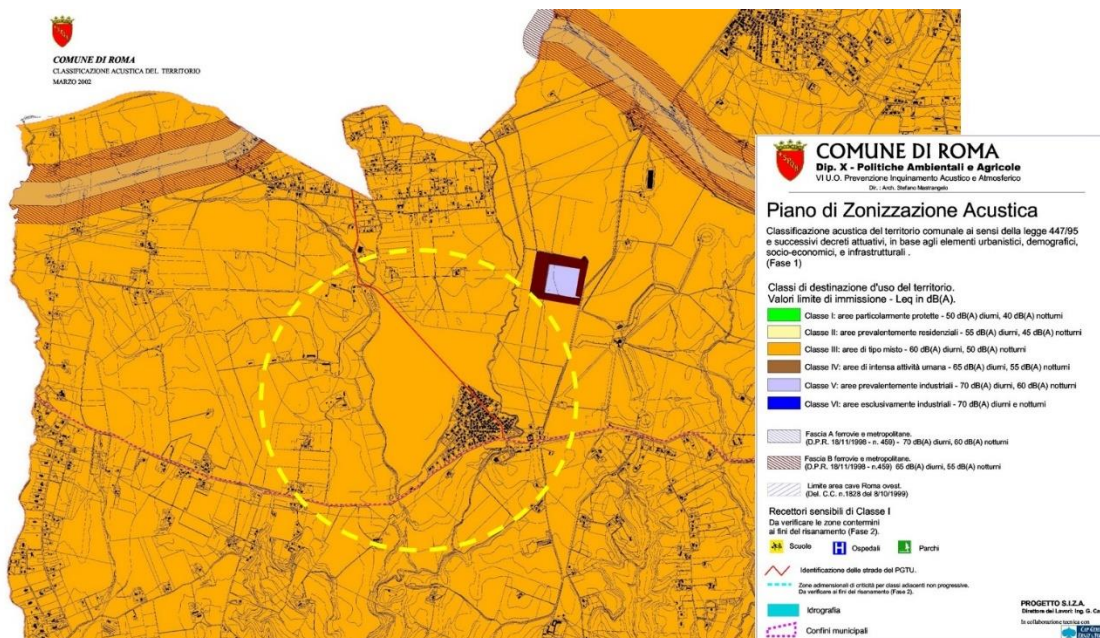 COMUNE DI ROMA
CLASSIFICAZIONE ACUSTICA DEL TERRITORIO
MARZO 2002
COMUNE DI ROMA
Dip. X - Politiche Ambientali e Agricole
VI U.O. Prevenzione Inquinamento Acustico e Atmosferico
Dir. : Arch. Stefano Mastrangelo
Piano di Zonizzazione Acustica
Classificazione acustica del territorio comunale ai sensi della legge 447/95
e successivi decreti attuativi, in base agli elementi urbanistici, demografici,
socio-economici, e infrastrutturali .
(Fase 1)
Classi di destinazione d'uso del territorio.
Valori limite di immissione - Leq in dB(A).
Classe I: aree particolarmente protette - 50 dB(A) diurni, 40 dB(A) notturni
Classe II: aree prevalentemente residenziali - 55 dB(A) diurni, 45 dB(A) notturni
Classe III: aree di tipo misto - 60 dB(A) diurni, 50 dB(A) notturni
Classe IV: aree di intensa attività umana - 65 dB(A) diurni, 55 dB(A) notturni
Classe V: aree prevalentemente industriali - 70 dB(A) diurni, 60 dB(A) notturni
Classe VI: aree esclusivamente industriali - 70 dB(A) diurni e notturni
Fascia A ferrovie e metropolitane.
(D.P.R. 18/11/1998 - n. 459) - 70 dB(A) diurni, 60 dB(A) notturni
Fascia B ferrovie e metropolitane.
(D.P.R. 18/11/1998 - n.459) 65 dB(A) diurni, 55 dB(A) notturni
Limite area cave Roma ovest.
(Del. C.C. n.1828 del 8/10/1999)
Recettori sensibili di Classe I
Da verificare le zone contermini
ai fini del risanamento (Fase 2).
Scuole H Ospedali Parchi
Identificazione delle strade del PGTU.
Zone adimensionali di criticità per classi adiacenti non progressive.
Da verificare ai fini del risanamento (Fase 2).
Idrografia
Confini municipali
PROGETTO S.I.Z.A.
Direttore dei Lavori: Ing. G. Ca
In collaborazione tecnica con